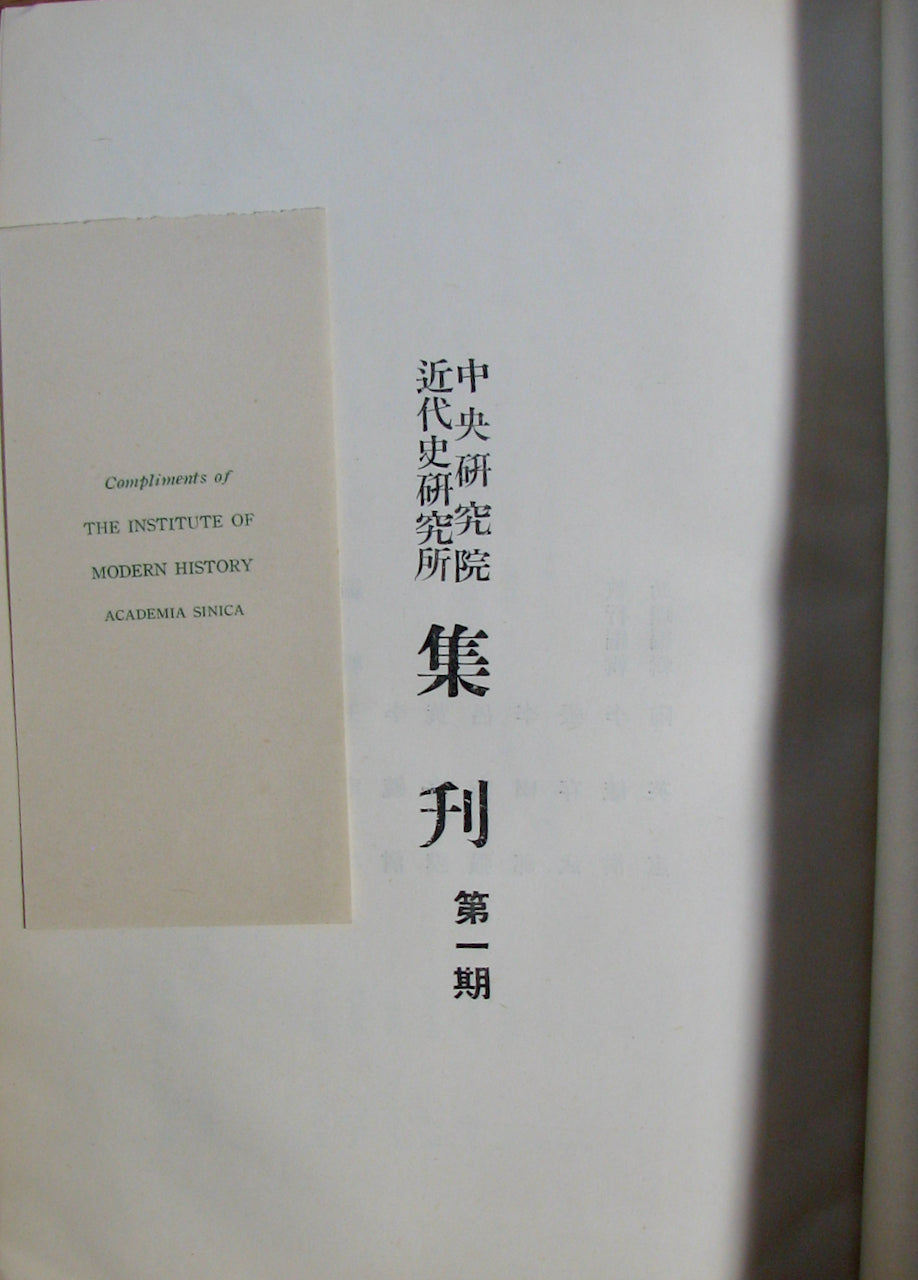 中央研究院
近代史研究所
集刊
第一期
Compliments of
THE INSTITUTE OF
MODERN HISTORY
ACADEMIA SINICA